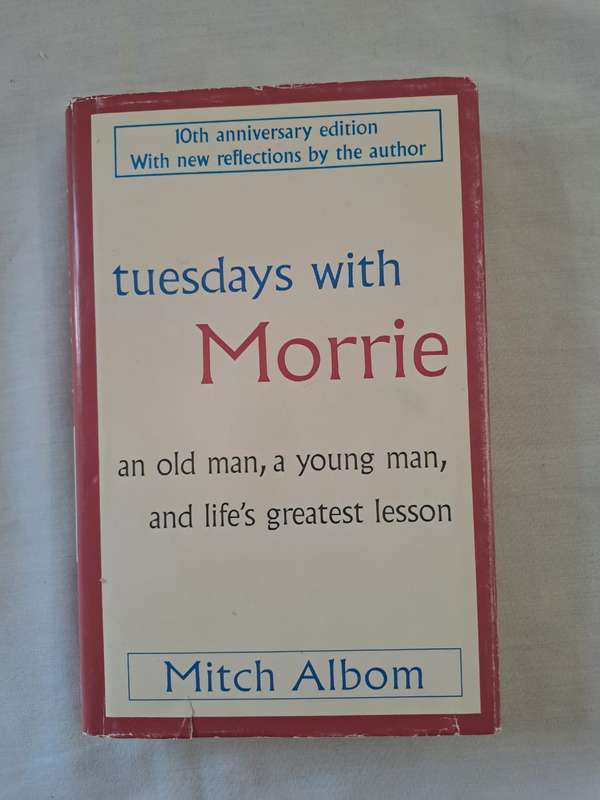 10th anniversary edition
With new reflections by the author
tuesdays with
Morrie
an old man, a young man,
and life's greatest lesson
Mitch Albom